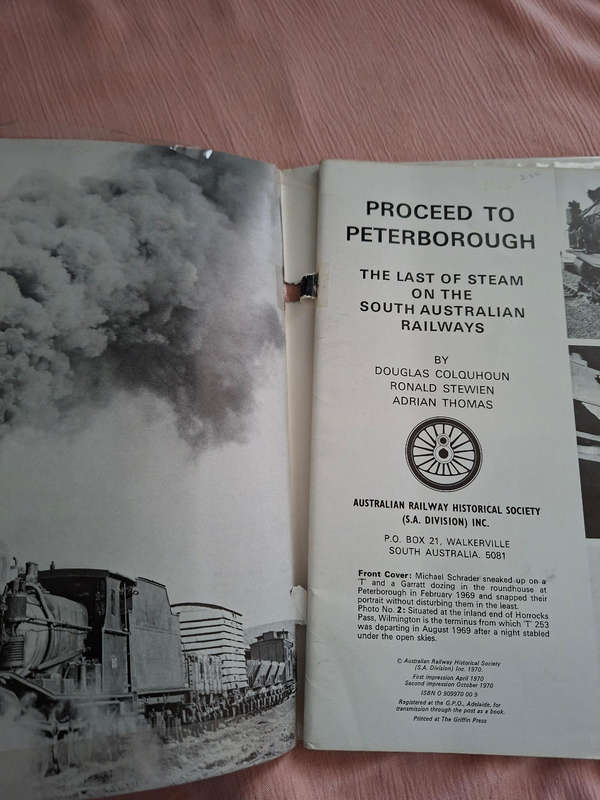 PROCEED TO
PETERBOROUGH
THE LAST OF STEAM
ON THE
SOUTH AUSTRALIAN
RAILWAYS
BY
DOUGLAS COLQUHOUN
RONALD STEWIEN
ADRIAN THOMAS
AUSTRALIAN RAILWAY HISTORICAL SOCIETY
(S.A. DIVISION) INC.
P.O. BOX 21, WALKERVILLE
SOUTH AUSTRALIA. 5081
Front Cover: Michael Schrader sneaked up on a
'T' and a Garratt dozing in the roundhouse at
Peterborough in February 1969 and snapped their
portrait without disturbing them in the least.
Photo No. 2: Situated at the inland end of Horrocks
Pass, Wilmington is the terminus from which 'T' 253
was departing in August 1969 after a night stabled
under the open skies.
© Australian Railway Historical Society
(S.A. Division) Inc. 1970.
First impression April 1970
Second impression October 1970
ISBN 0 909970 00 9
Registered at the G.P.O., Adelaide, for
transmission through the post as a book.
Printed at The Griffin Press